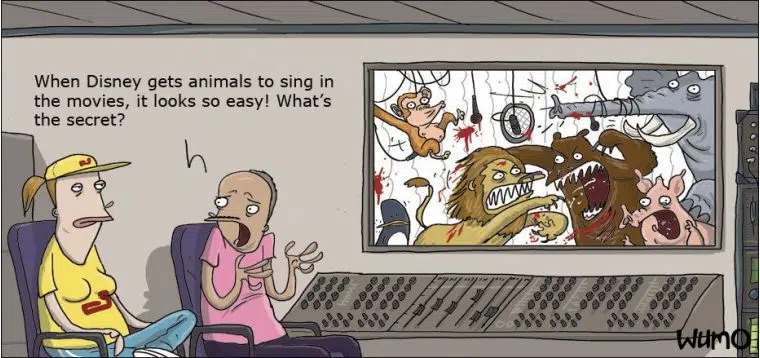 When Disney gets animals to sing in
the movies, it looks so easy! What's
the secret?
WUMO